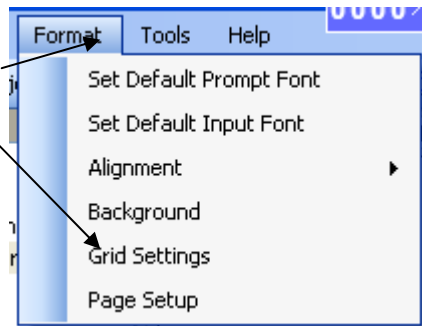 Format Tools Help
Set Default Prompt Font
Set Default Input Font
Alignment
Background
Grid Settings
Page Setup